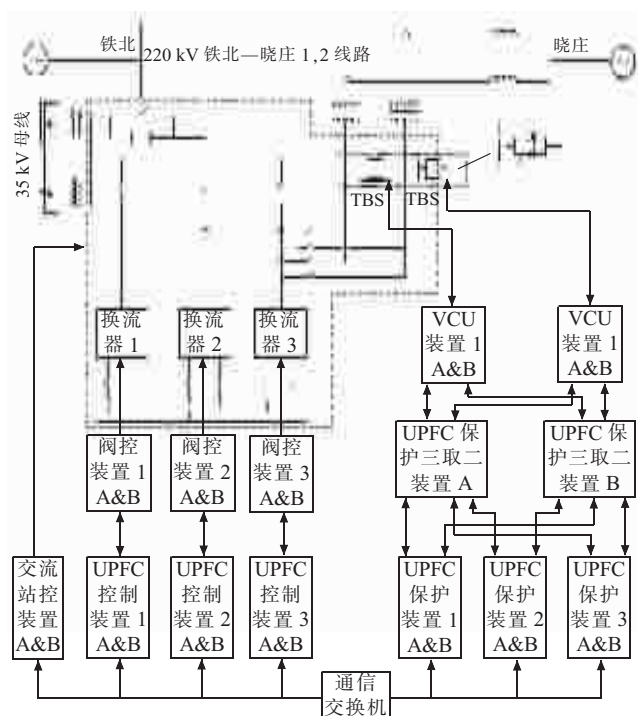 铁北
220 kV 铁北—晓庄 1,2 线路
晓庄
35 kV 母线
TBS
TBS
换流
器 1
换流
器 2
换流
器 3
VCU
装置 1
A&B
VCU
装置 1
A&B
阀控
装置 1
A&B
阀控
装置 2
A&B
阀控
装置 3
A&B
UPFC 保
护三取二
装置 A
UPFC 保
护三取二
装置 B
交流
站控
装置
A&B
UPFC
控制
装置 1
A&B
UPFC
控制
装置 2
A&B
UPFC
控制
装置 3
A&B
UPFC
保护
装置 1
A&B
UPFC
保护
装置 2
A&B
UPFC
保护
装置 3
A&B
通信
交换机